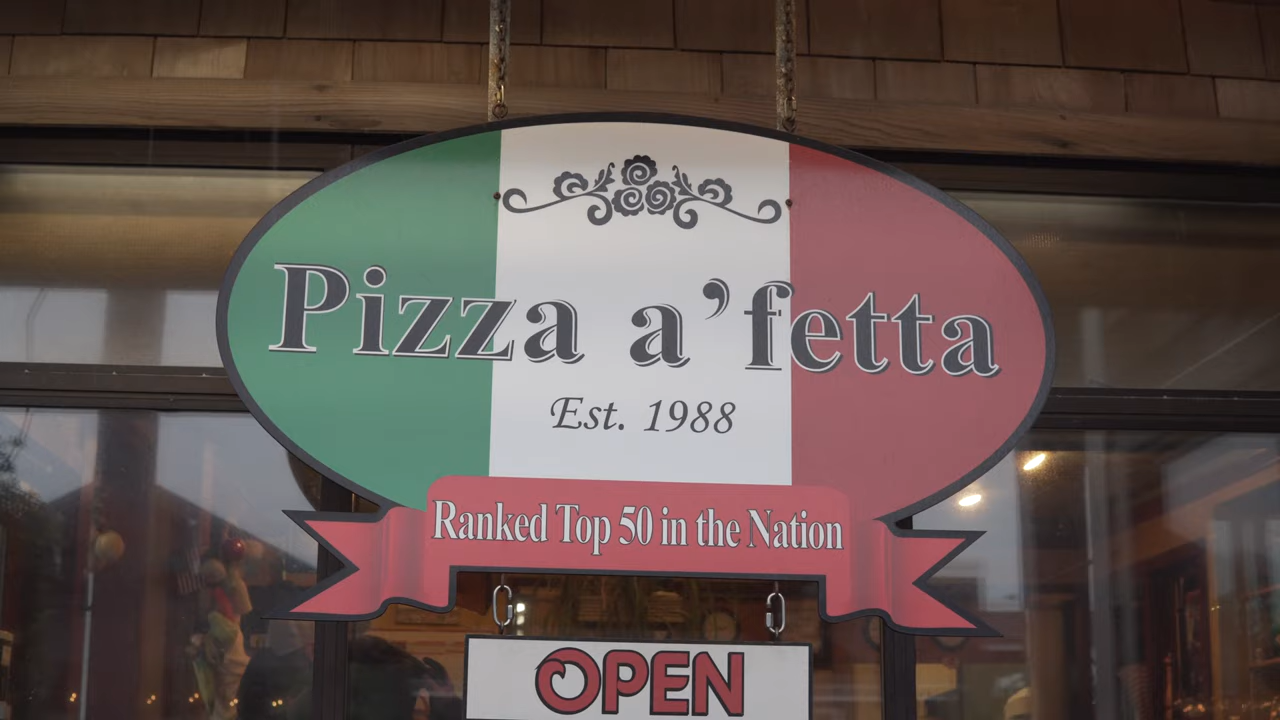 Pizza a’fetta
Est. 1988
Ranked Top 50 in the Nation
OPEN